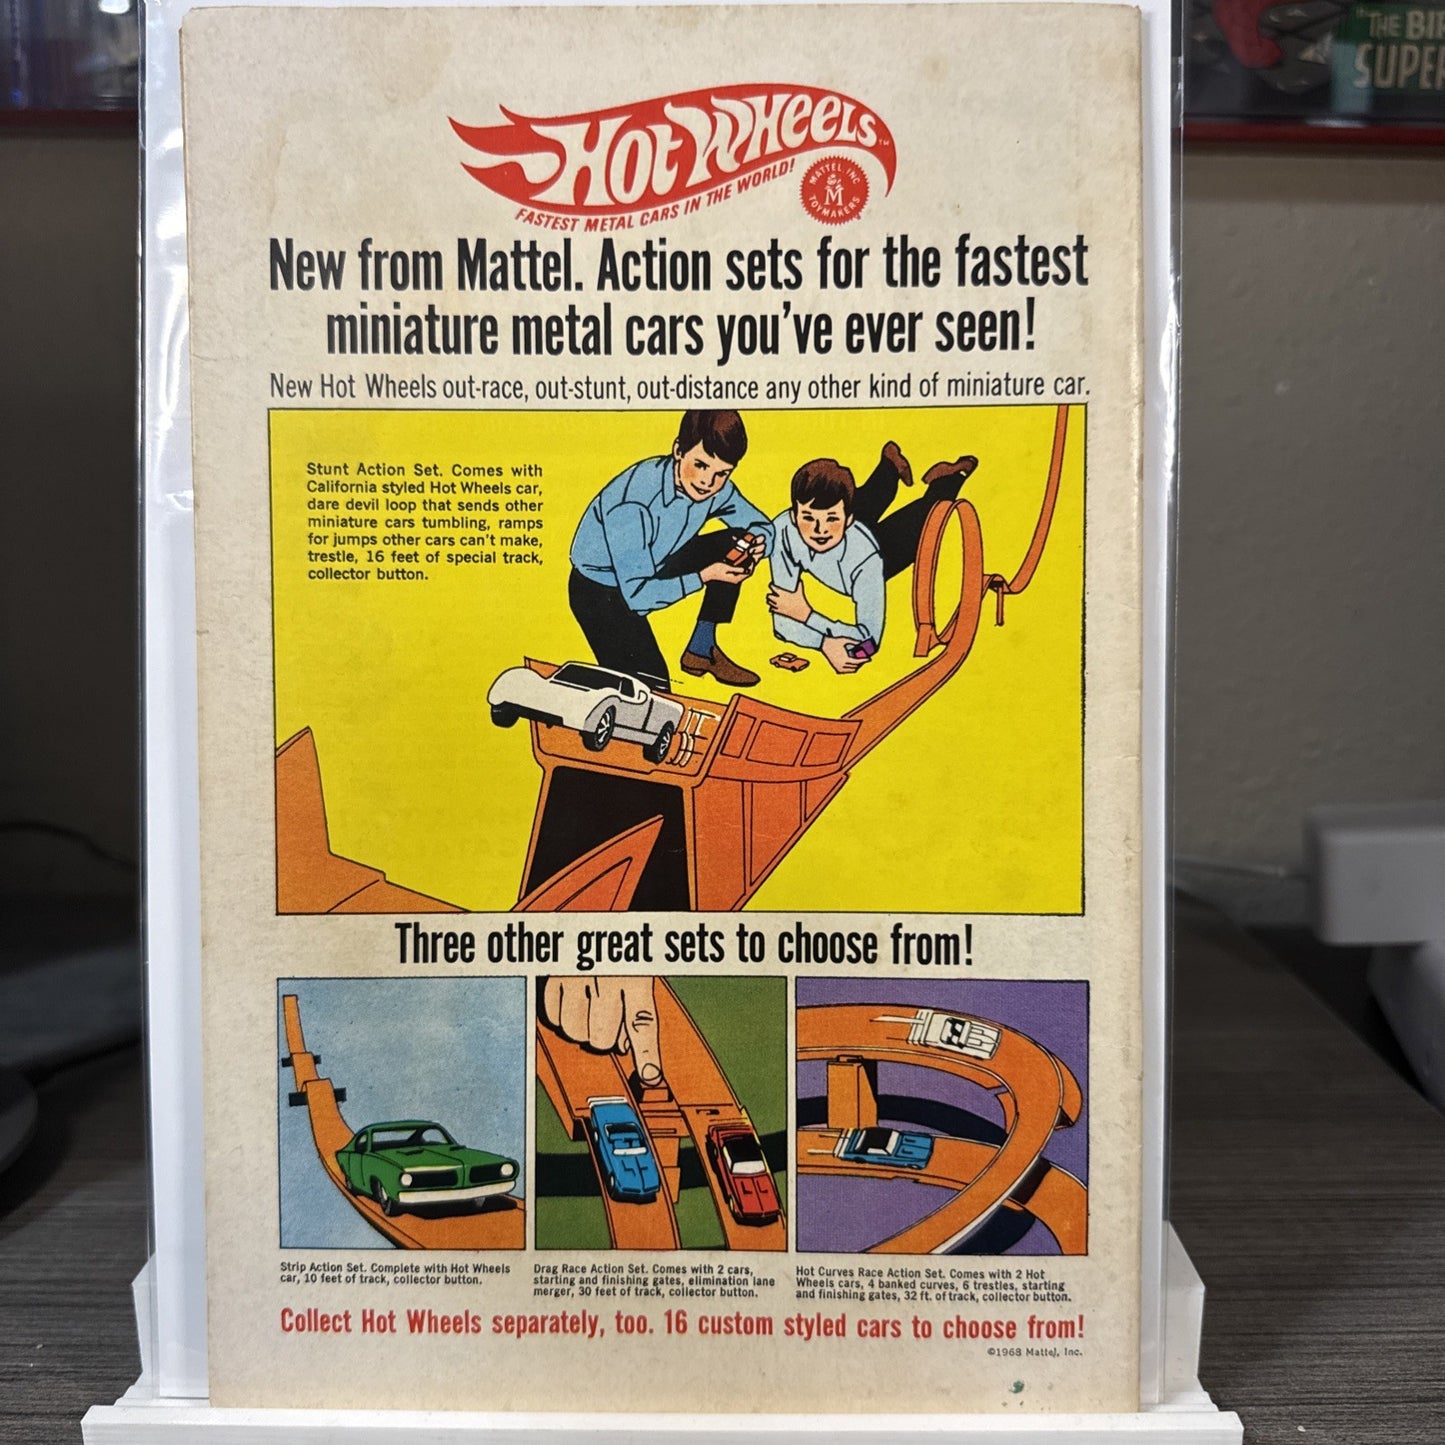 "THE BI
SUPE
HOT WHEELS
TM
FASTEST METAL CARS IN THE WORLD!
MATTEL, INC.
M
TOYMAKERS
New from Mattel. Action sets for the fastest
miniature metal cars you've ever seen!
New Hot Wheels out-race, out-stunt, out-distance any other kind of miniature car.
Stunt Action Set. Comes with
California styled Hot Wheels car,
dare devil loop that sends other
miniature cars tumbling, ramps
for jumps other cars can't make,
trestle, 16 feet of special track,
collector button.
Three other great sets to choose from!
Strip Action Set. Complete with Hot Wheels
car, 10 feet of track, collector button.
Drag Race Action Set. Comes with 2 cars,
starting and finishing gates, elimination lane
merger, 30 feet of track, collector button.
Hot Curves Race Action Set. Comes with 2 Hot
Wheels cars, 4 banked curves, 6 trestles, starting
and finishing gates, 32 ft. of track, collector button.
Collect Hot Wheels separately, too. 16 custom styled cars to choose from!
©1968 Mattel, Inc.